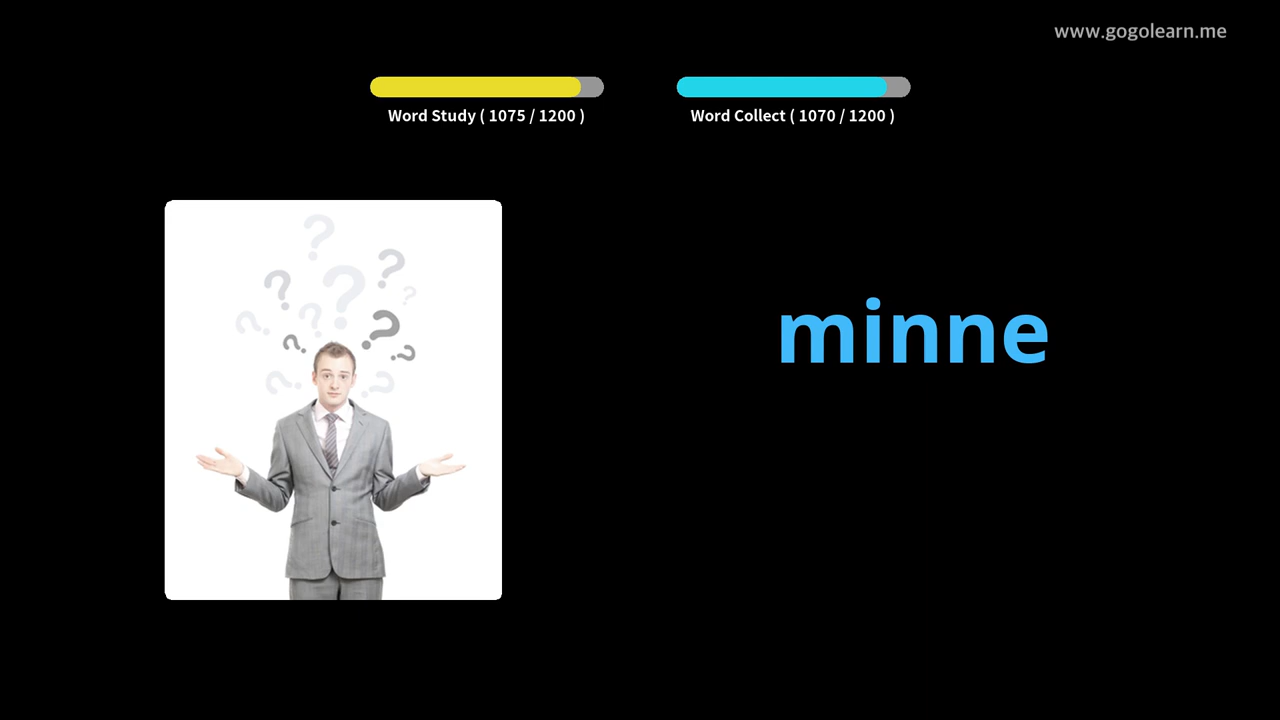 www.gogolearn.me
Word Study ( 1075 / 1200 )
Word Collect ( 1070 / 1200 )
? ? ? ? ? ? ? ? ? ? ? ?
minne